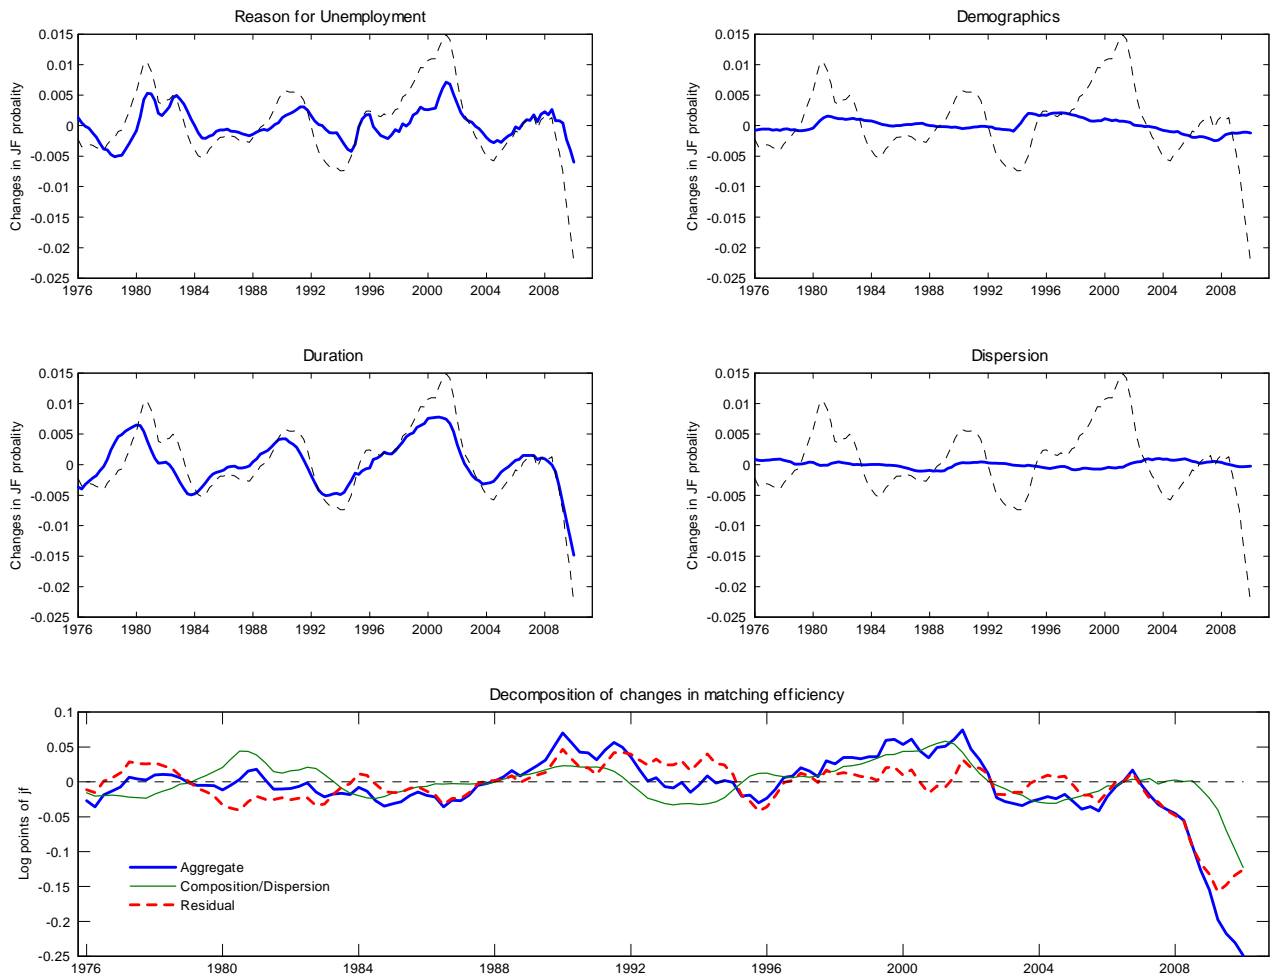 Reason for Unemployment
Changes in JF probality
0.015
0.01
0.005
0
-0.005
-0.01
-0.015
-0.02
-0.025
1976 1980 1984 1988 1992 1996 2000 2004 2008
Demographics
Changes in JF probality
0.015
0.01
0.005
0
-0.005
-0.01
-0.015
-0.02
-0.025
1976 1980 1984 1988 1992 1996 2000 2004 2008
Duration
Changes in JF probality
0.015
0.01
0.005
0
-0.005
-0.01
-0.015
-0.02
-0.025
1976 1980 1984 1988 1992 1996 2000 2004 2008
Dispersion
Changes in JF probality
0.015
0.01
0.005
0
-0.005
-0.01
-0.015
-0.02
-0.025
1976 1980 1984 1988 1992 1996 2000 2004 2008
Decomposition of changes in matching efficiency
Log points of jf
0.1
0.05
0
-0.05
-0.1
-0.15
-0.2
-0.25
Aggregate
Composition/Dispersion
Residual
1976 1980 1984 1988 1992 1996 2000 2004 2008